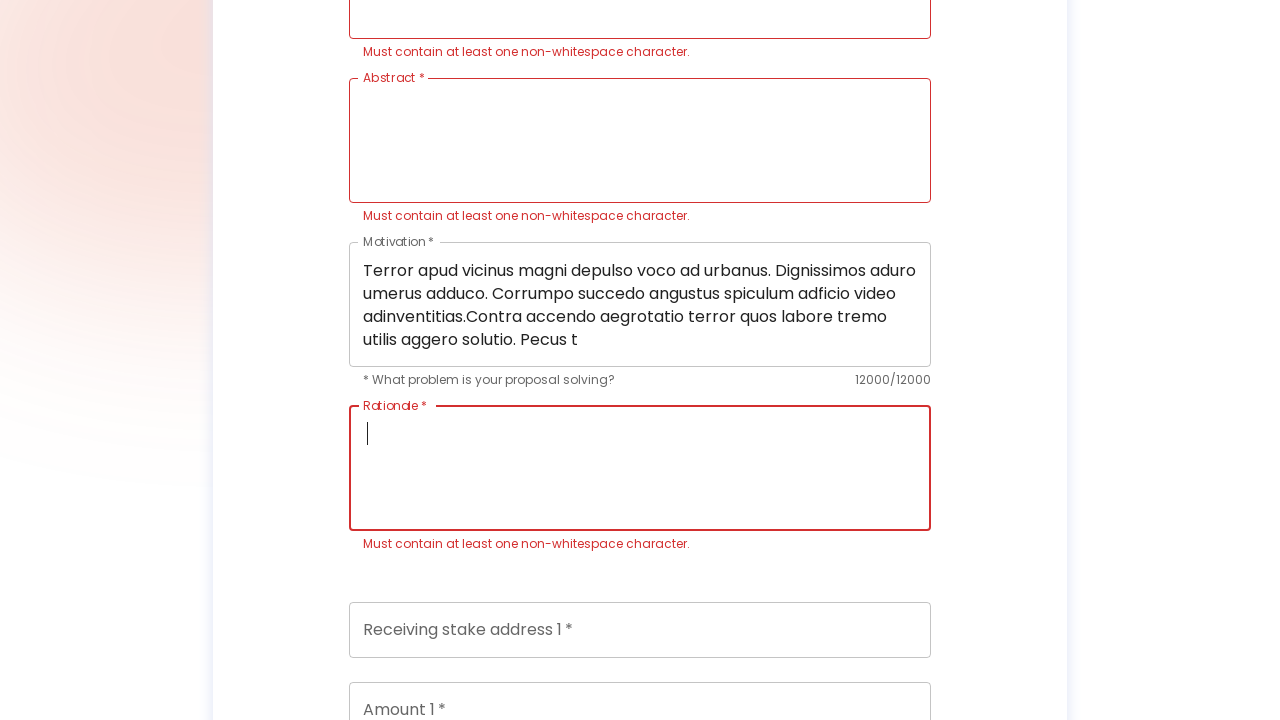 Must contain at least one non-whitespace character.
Abstract *
Must contain at least one non-whitespace character.
Motivation *
Terror apud vicinus magni depulso voco ad urbanus. Dignissimos aduro
umerus adduco. Corrumpo succedo angustus spiculum adficio video
adinventitias.Contra accendo aegrotatio terror quos labore tremo
utilis aggero solutio. Pecus t
* What problem is your proposal solving? 12000/12000
Rationale *
Must contain at least one non-whitespace character.
Receiving stake address 1 *
Amount 1 *